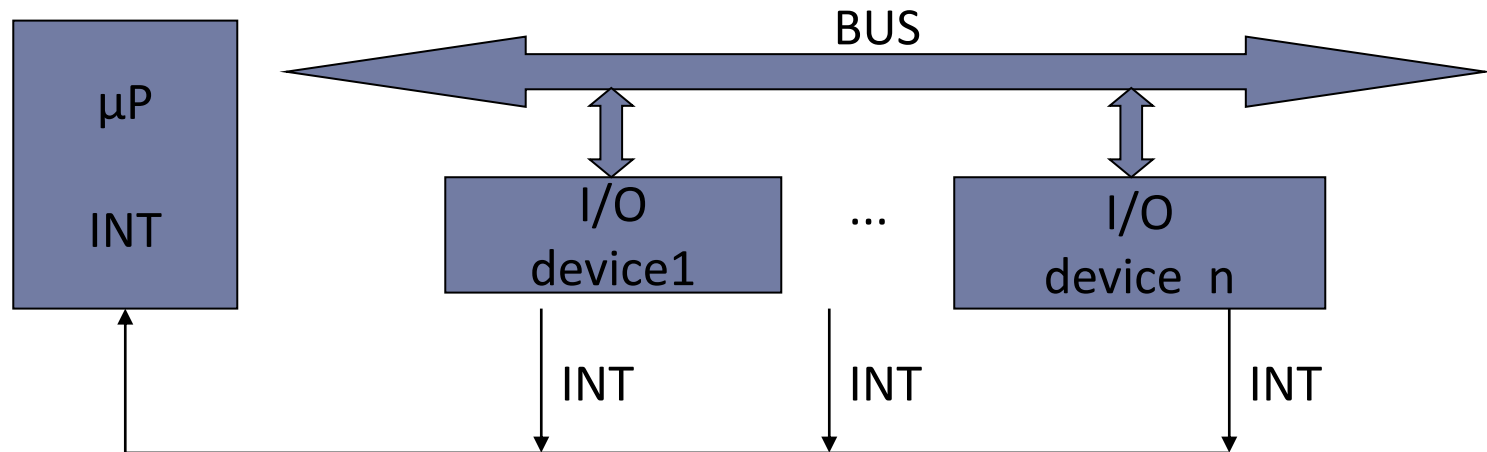 BUS
µP
INT
I/O
device1
...
I/O
device n
INT
INT
INT